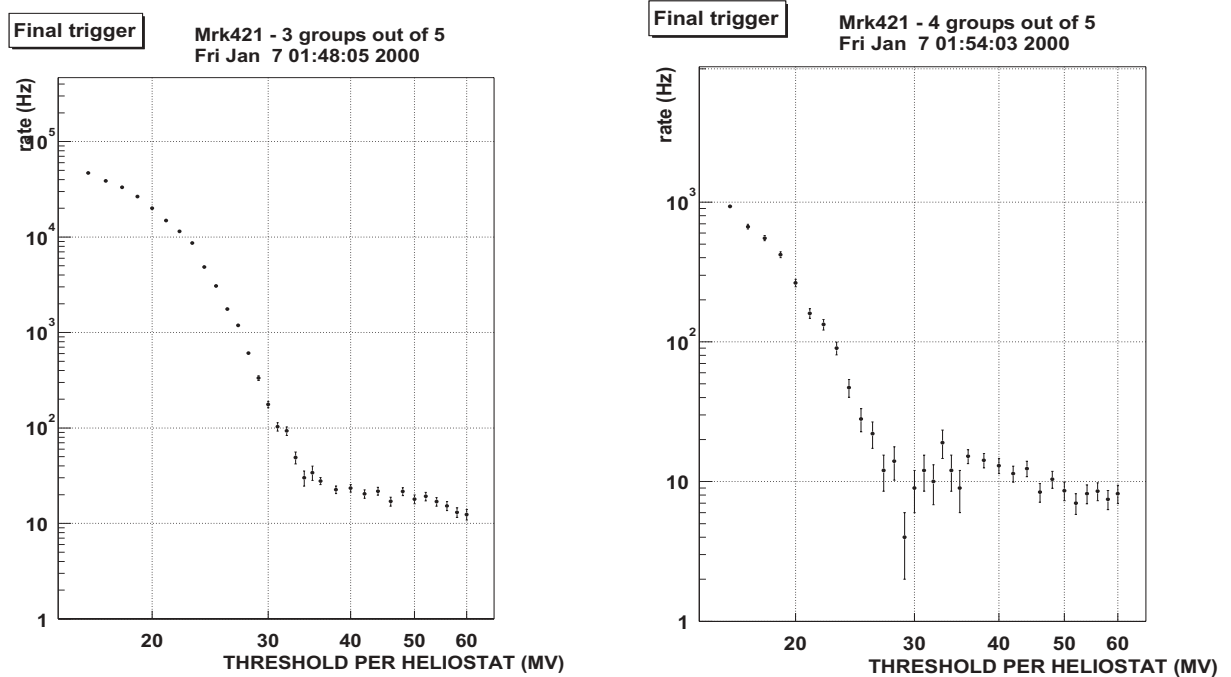 Final trigger
Mrk421 - 3 groups out of 5
Fri Jan 7 01:48:05 2000
rate (Hz)
10^5
10^4
10^3
10^2
10
1
20 30 40 50 60
THRESHOLD PER HELIOSTAT (MV)
Final trigger
Mrk421 - 4 groups out of 5
Fri Jan 7 01:54:03 2000
rate (Hz)
10^3
10^2
10
1
20 30 40 50 60
THRESHOLD PER HELIOSTAT (MV)